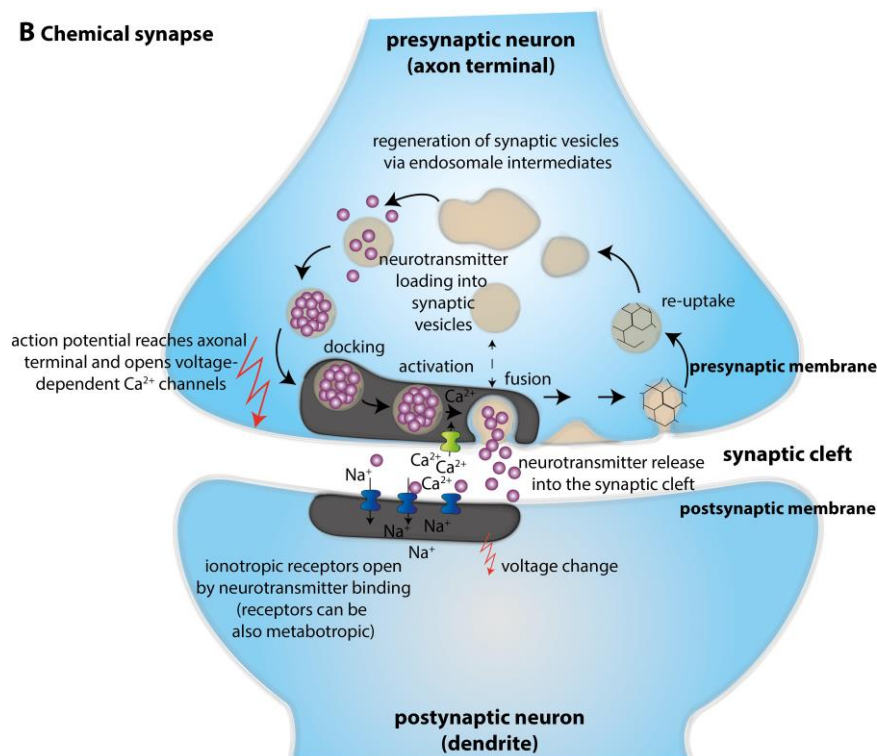 B Chemical synapse
presynaptic neuron
(axon terminal)
regeneration of synaptic vesicles
via endosomale intermediates
neurotransmitter
loading into
synaptic
vesicles
re-uptake
action potential reaches axonal
terminal and opens voltage-
dependent Ca²⁺ channels
docking
activation
fusion
presynaptic membrane
Ca²⁺
Ca²⁺
Ca²⁺
Ca²⁺
neurotransmitter release
into the synaptic cleft
synaptic cleft
Na⁺
postsynaptic membrane
Na⁺
Na⁺
Na⁺
voltage change
ionotropic receptors open
by neurotransmitter binding
(receptors can be
also metabotropic)
postynaptic neuron
(dendrite)